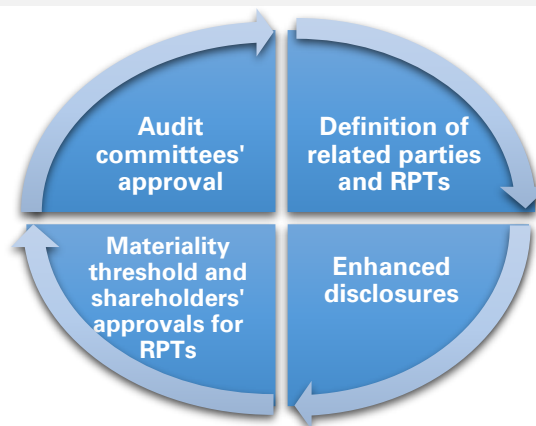 Audit
committees'
approval
Definition of
related parties
and RPTs
Materiality
threshold and
shareholders'
approvals for
RPTs
Enhanced
disclosures